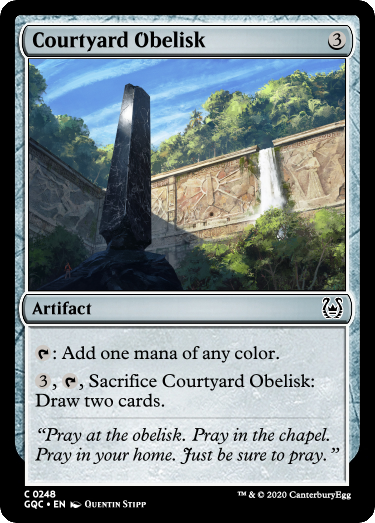 Courtyard Obelisk 3
Artifact
: Add one mana of any color.
3, , Sacrifice Courtyard Obelisk:
Draw two cards.
“Pray at the obelisk. Pray in the chapel.
Pray in your home. Just be sure to pray.”
C 0248
GQC • EN Quentin Stipp
™ & © 2020 CanterburyEgg